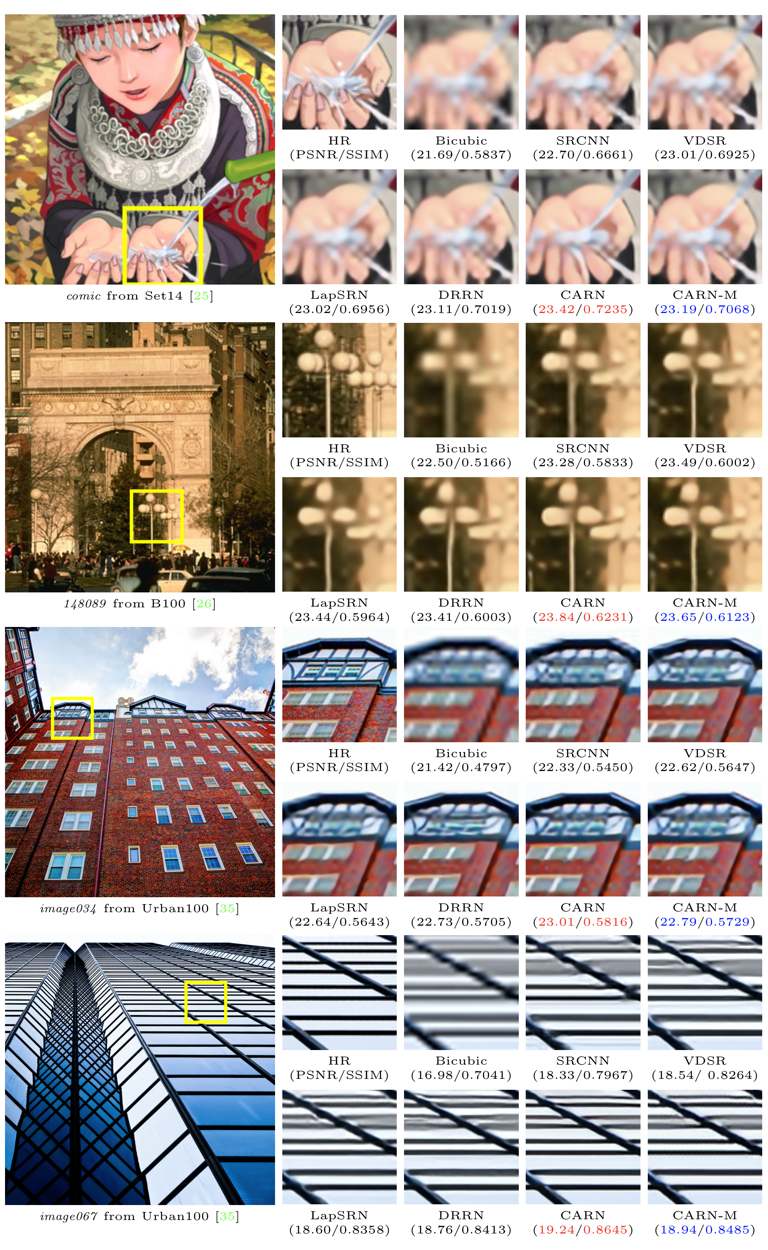 HR Bicubic SRCNN VDSR
(PSNR/SSIM) (21.69/0.5837) (22.70/0.6661) (23.01/0.6925)
LapSRN DRRN CARN CARN-M
comic from Set14 [25] (23.02/0.6956) (23.11/0.7019) (23.42/0.7235) (23.19/0.7068)
HR Bicubic SRCNN VDSR
(PSNR/SSIM) (22.50/0.5166) (23.28/0.5833) (23.49/0.6002)
LapSRN DRRN CARN CARN-M
148089 from B100 [26] (23.44/0.5964) (23.41/0.6003) (23.84/0.6231) (23.65/0.6123)
HR Bicubic SRCNN VDSR
(PSNR/SSIM) (21.42/0.4797) (22.33/0.5450) (22.62/0.5647)
LapSRN DRRN CARN CARN-M
image034 from Urban100 [35] (22.64/0.5643) (22.73/0.5705) (23.01/0.5816) (22.79/0.5729)
HR Bicubic SRCNN VDSR
(PSNR/SSIM) (16.98/0.7041) (18.33/0.7967) (18.54/ 0.8264)
LapSRN DRRN CARN CARN-M
image067 from Urban100 [35] (18.60/0.8358) (18.76/0.8413) (19.24/0.8645) (18.94/0.8485)